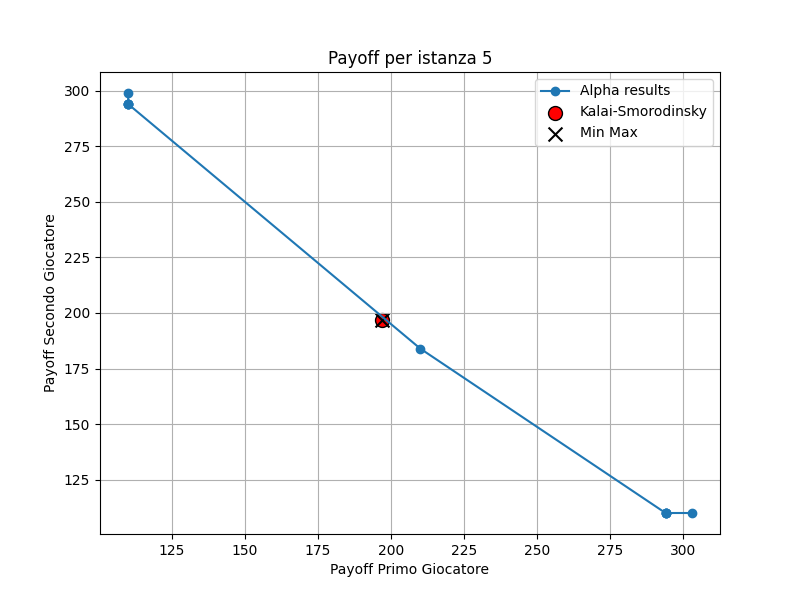 Payoff per istanza 5
Alpha results
Kalai-Smorodinsky
Min Max
300
275
250
225
200
175
150
125
Payoff Secondo Giocatore
125 150 175 200 225 250 275 300
Payoff Primo Giocatore